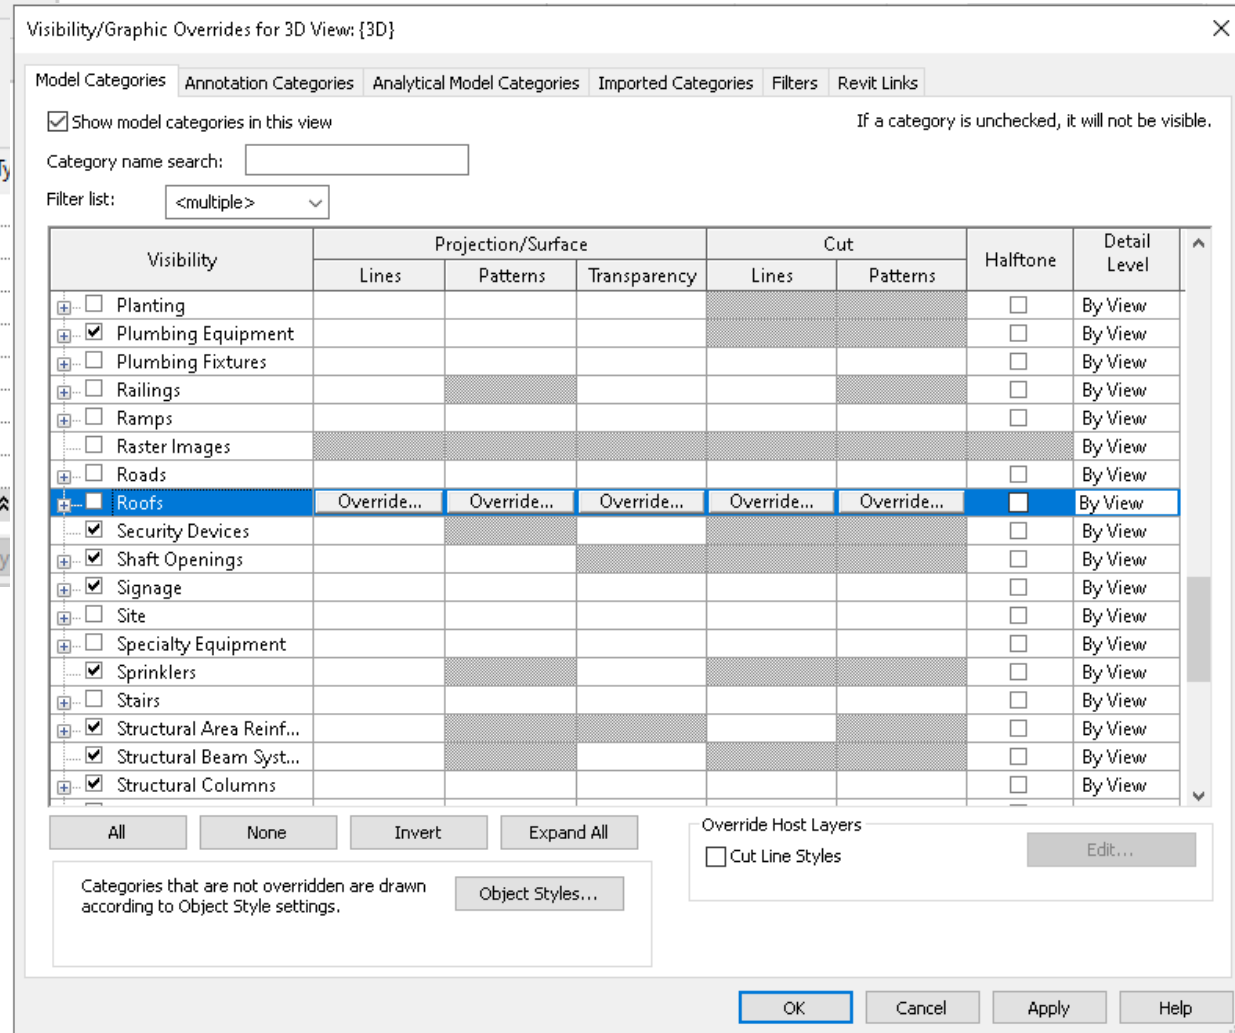 Visibility/Graphic Overrides for 3D View: {3D}
Model Categories Annotation Categories Analytical Model Categories Imported Categories Filters Revit Links
Show model categories in this view
If a category is unchecked, it will not be visible.
Category name search:
Filter list: <multiple>
Visibility Projection/Surface Cut Halftone Detail Level
Lines Patterns Transparency Lines Patterns
Planting By View
Plumbing Equipment By View
Plumbing Fixtures By View
Railings By View
Ramps By View
Raster Images By View
Roads By View
Roofs Override... Override... Override... Override... Override... By View
Security Devices By View
Shaft Openings By View
Signage By View
Site By View
Specialty Equipment By View
Sprinklers By View
Stairs By View
Structural Area Reinf... By View
Structural Beam Syst... By View
Structural Columns By View
All None Invert Expand All
Override Host Layers
Cut Line Styles Edit...
Categories that are not overridden are drawn
according to Object Style settings.
Object Styles...
OK Cancel Apply Help